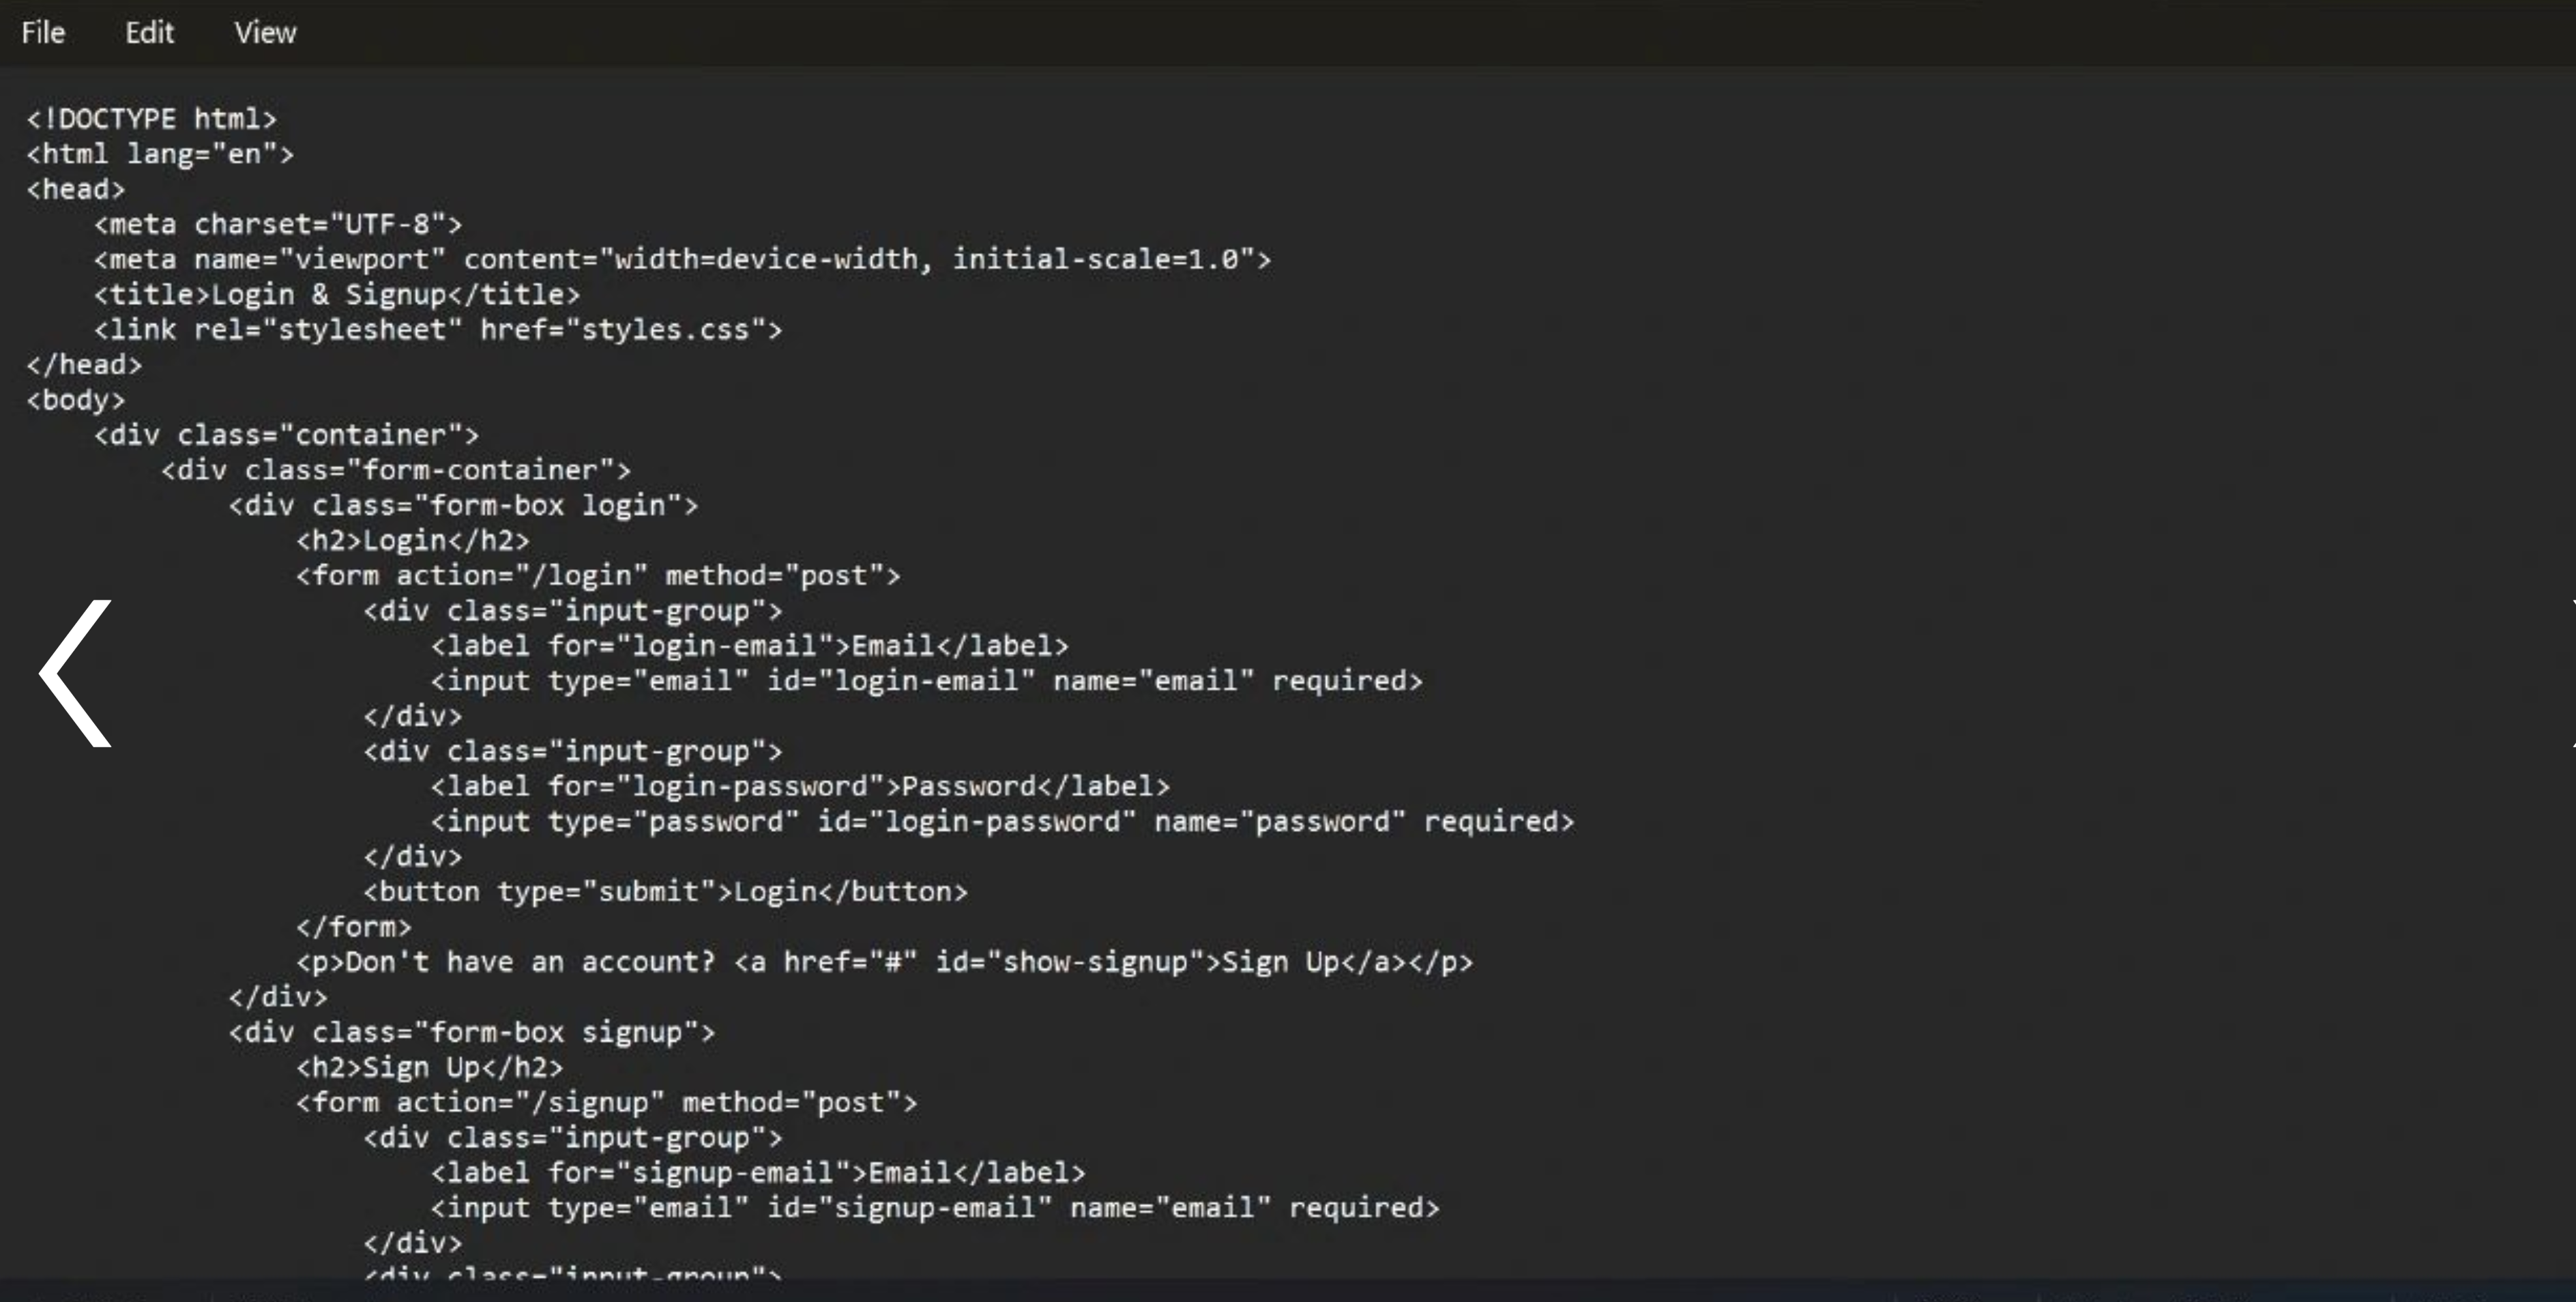 File Edit View
<!DOCTYPE html>
<html lang="en">
<head>
    <meta charset="UTF-8">
    <meta name="viewport" content="width=device-width, initial-scale=1.0">
    <title>Login & Signup</title>
    <link rel="stylesheet" href="styles.css">
</head>
<body>
    <div class="container">
        <div class="form-container">
            <div class="form-box login">
                <h2>Login</h2>
                <form action="/login" method="post">
                    <div class="input-group">
                        <label for="login-email">Email</label>
                        <input type="email" id="login-email" name="email" required>
                    </div>
                    <div class="input-group">
                        <label for="login-password">Password</label>
                        <input type="password" id="login-password" name="password" required>
                    </div>
                    <button type="submit">Login</button>
                </form>
                <p>Don't have an account? <a href="#" id="show-signup">Sign Up</a></p>
            </div>
            <div class="form-box signup">
                <h2>Sign Up</h2>
                <form action="/signup" method="post">
                    <div class="input-group">
                        <label for="signup-email">Email</label>
                        <input type="email" id="signup-email" name="email" required>
                    </div>
                    <div class="input-group">